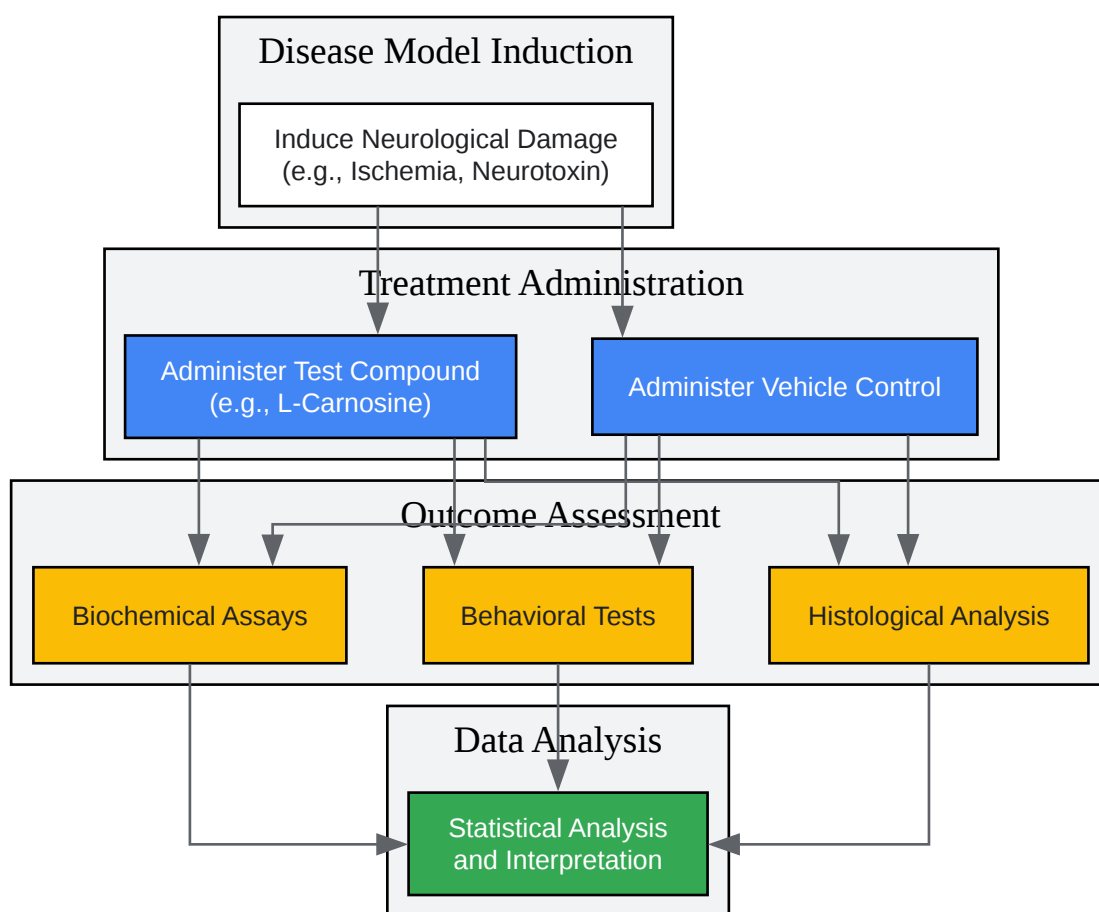 Disease Model Induction
Induce Neurological Damage
(e.g., Ischemia, Neurotoxin)
Treatment Administration
Administer Test Compound
(e.g., L-Carnosine)
Administer Vehicle Control
Outcome Assessment
Biochemical Assays
Behavioral Tests
Histological Analysis
Data Analysis
Statistical Analysis
and Interpretation